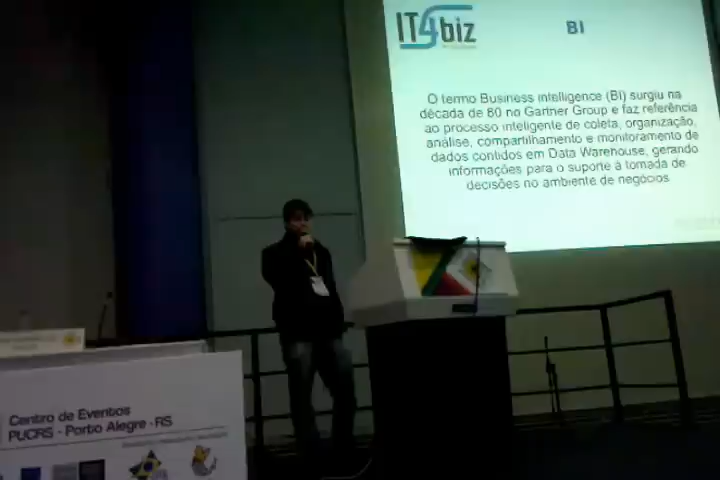 IT4biz
BI
O termo Business Intelligence (BI) surgiu na
década de 80 no Gartner Group e faz referência
ao processo inteligente de coleta, organização,
análise, compartilhamento e monitoramento de
dados contidos em Data Warehouse, gerando
informações para o suporte à tomada de
decisões no ambiente de negócios
Centro de Eventos
PUCRS - Porto Alegre - RS